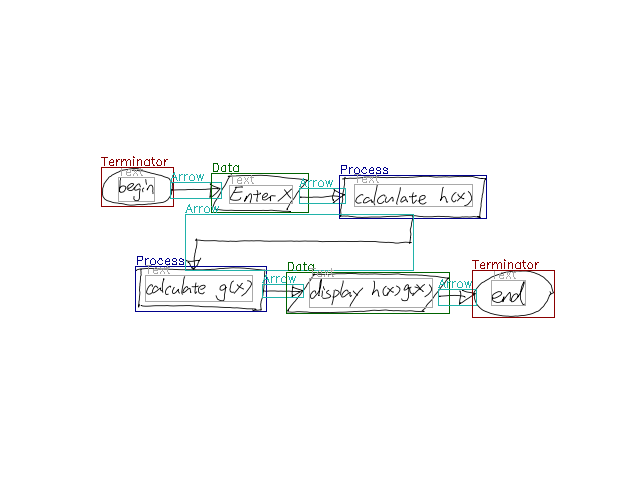 Terminator
Text
begin
Arrow
Data
Text
Enter X
Arrow
Process
Text
calculate h(x)
Arrow
Process
Text
calculate g(x)
Arrow
Data
Text
display h(x)g(x)
Arrow
Terminator
Text
end